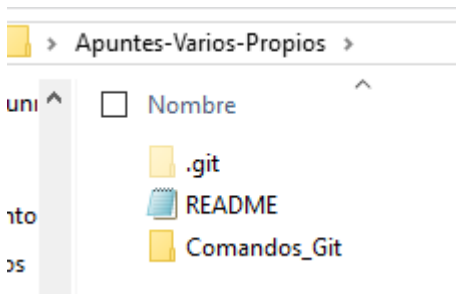 Apuntes-Varios-Propios
Nombre
.git
README
Comandos_Git